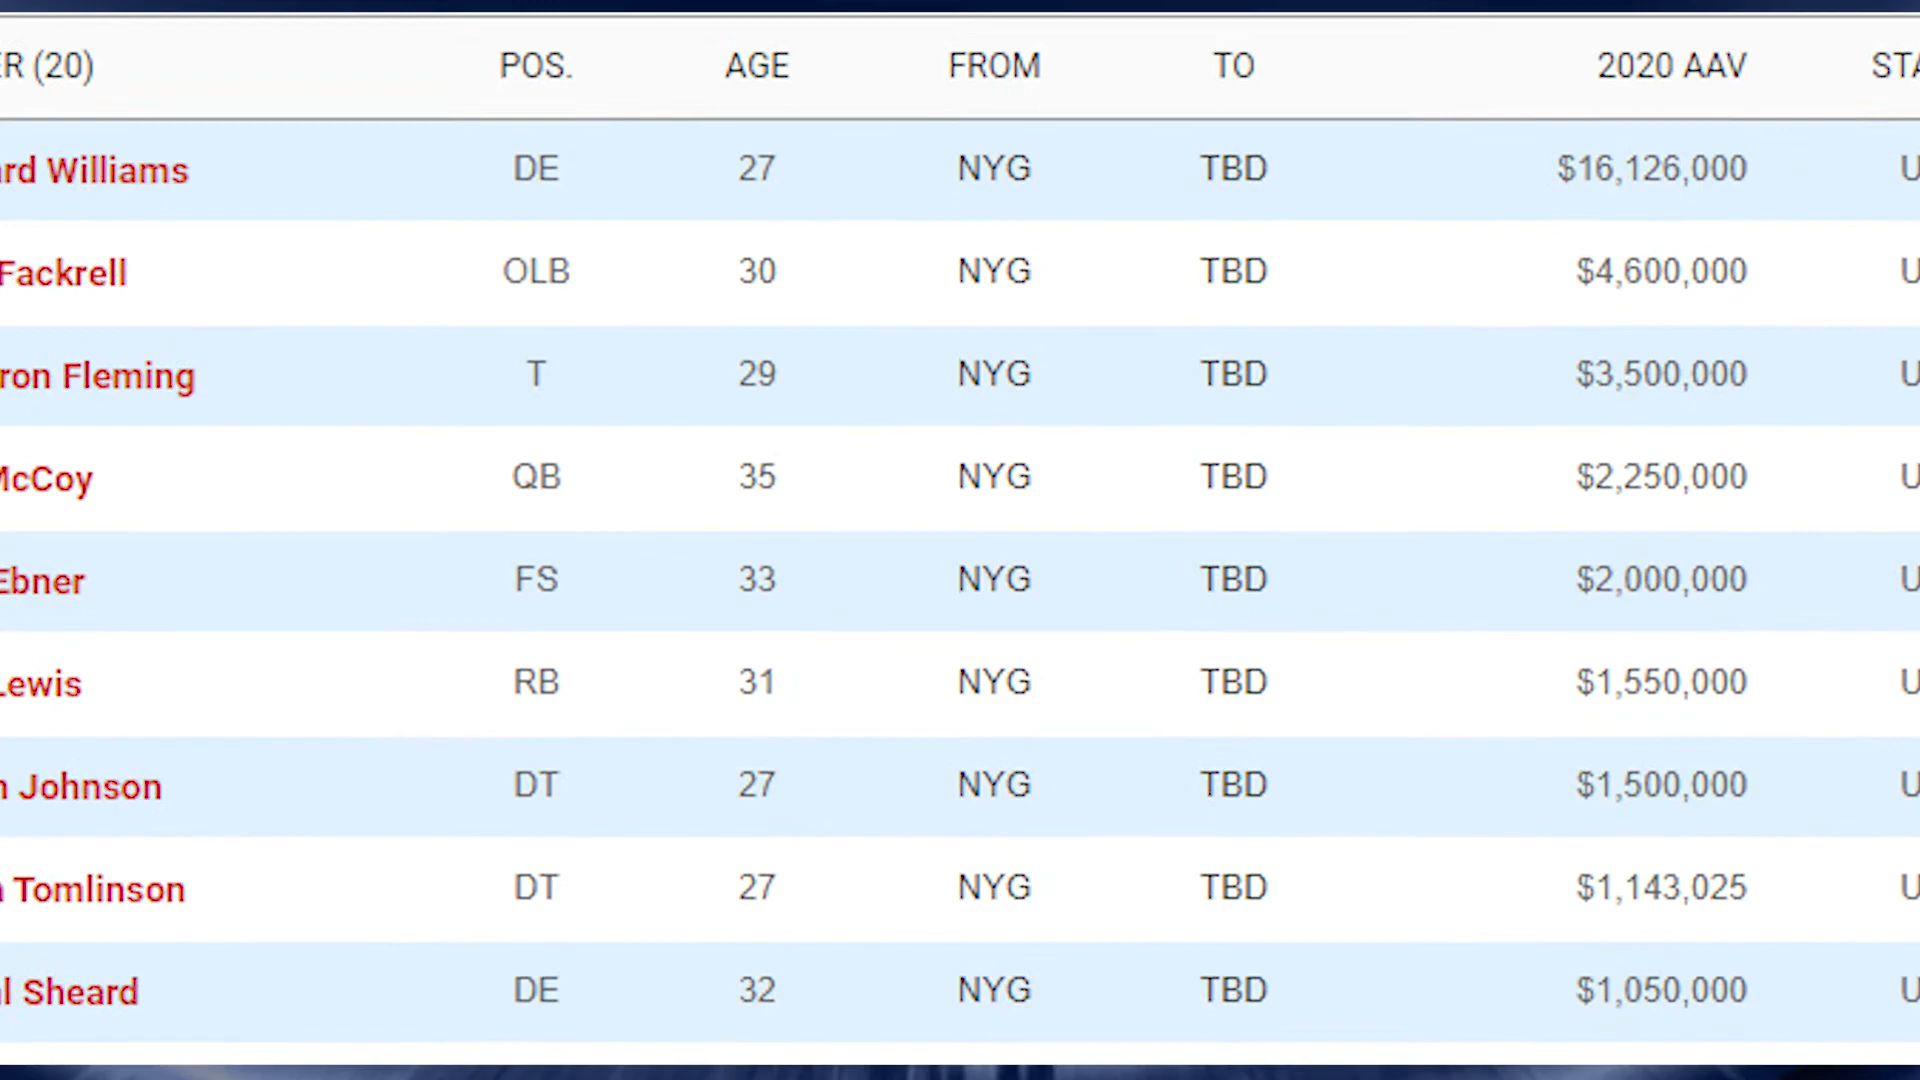 ER (20) POS. AGE FROM TO 2020 AAV STA
ard Williams DE 27 NYG TBD $16,126,000 U
Fackrell OLB 30 NYG TBD $4,600,000 U
ron Fleming T 29 NYG TBD $3,500,000 U
McCoy QB 35 NYG TBD $2,250,000 U
Ebner FS 33 NYG TBD $2,000,000 U
Lewis RB 31 NYG TBD $1,550,000 U
n Johnson DT 27 NYG TBD $1,500,000 U
Tomlinson DT 27 NYG TBD $1,143,025 U
al Sheard DE 32 NYG TBD $1,050,000 U